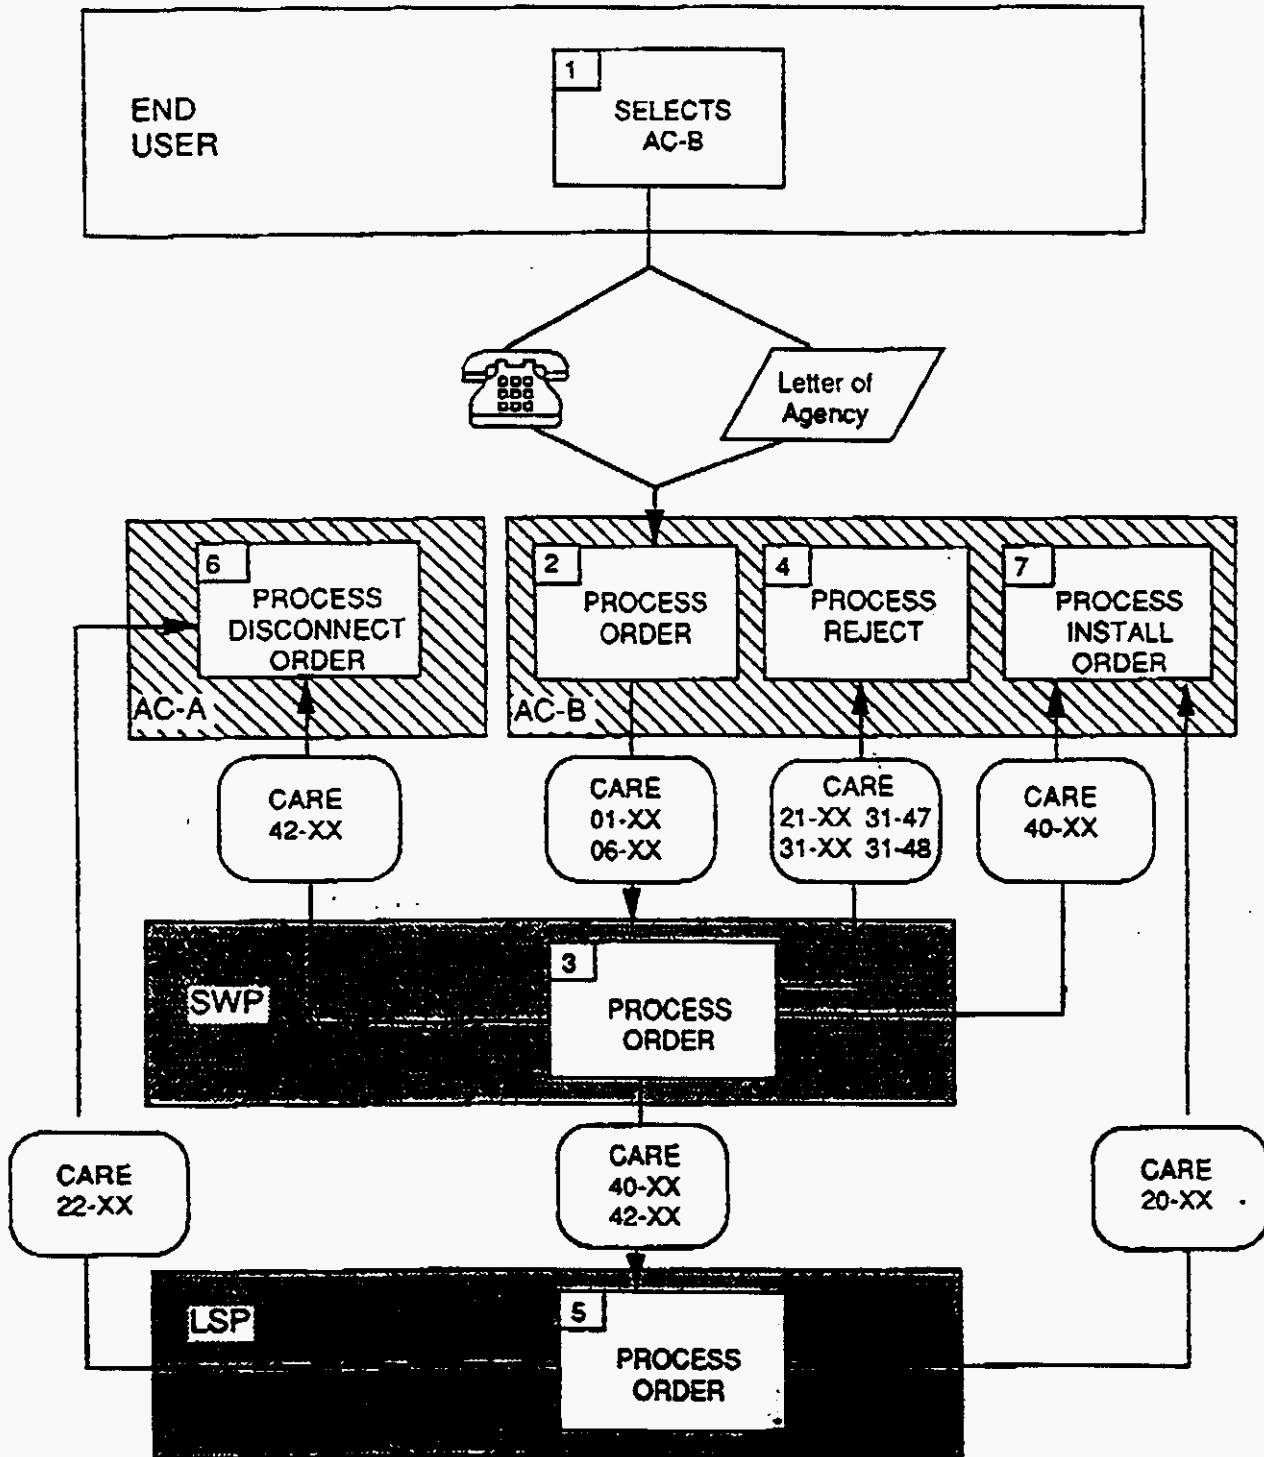 1
SELECTS
AC-B
END
USER
Letter of
Agency
6
PROCESS
DISCONNECT
ORDER
AC-A
2
PROCESS
ORDER
4
PROCESS
REJECT
7
PROCESS
INSTALL
ORDER
AC-B
CARE
42-XX
CARE
01-XX
06-XX
CARE
21-XX 31-47
31-XX 31-48
CARE
40-XX
SWP
3
PROCESS
ORDER
CARE
22-XX
CARE
40-XX
42-XX
CARE
20-XX
LSP
5
PROCESS
ORDER